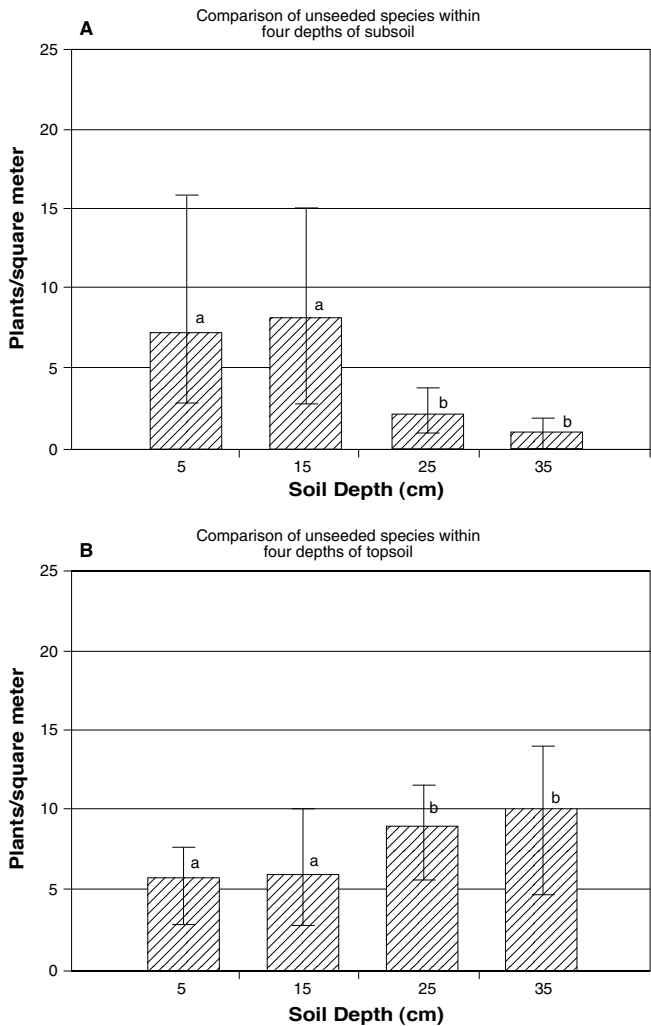 A
Comparison of unseeded species within
four depths of subsoil
25
20
15
10
5
0
Plants/square meter
a
a
b
b
5 15 25 35
Soil Depth (cm)
B
Comparison of unseeded species within
four depths of topsoil
25
20
15
10
5
0
Plants/square meter
a
a
b
b
5 15 25 35
Soil Depth (cm)